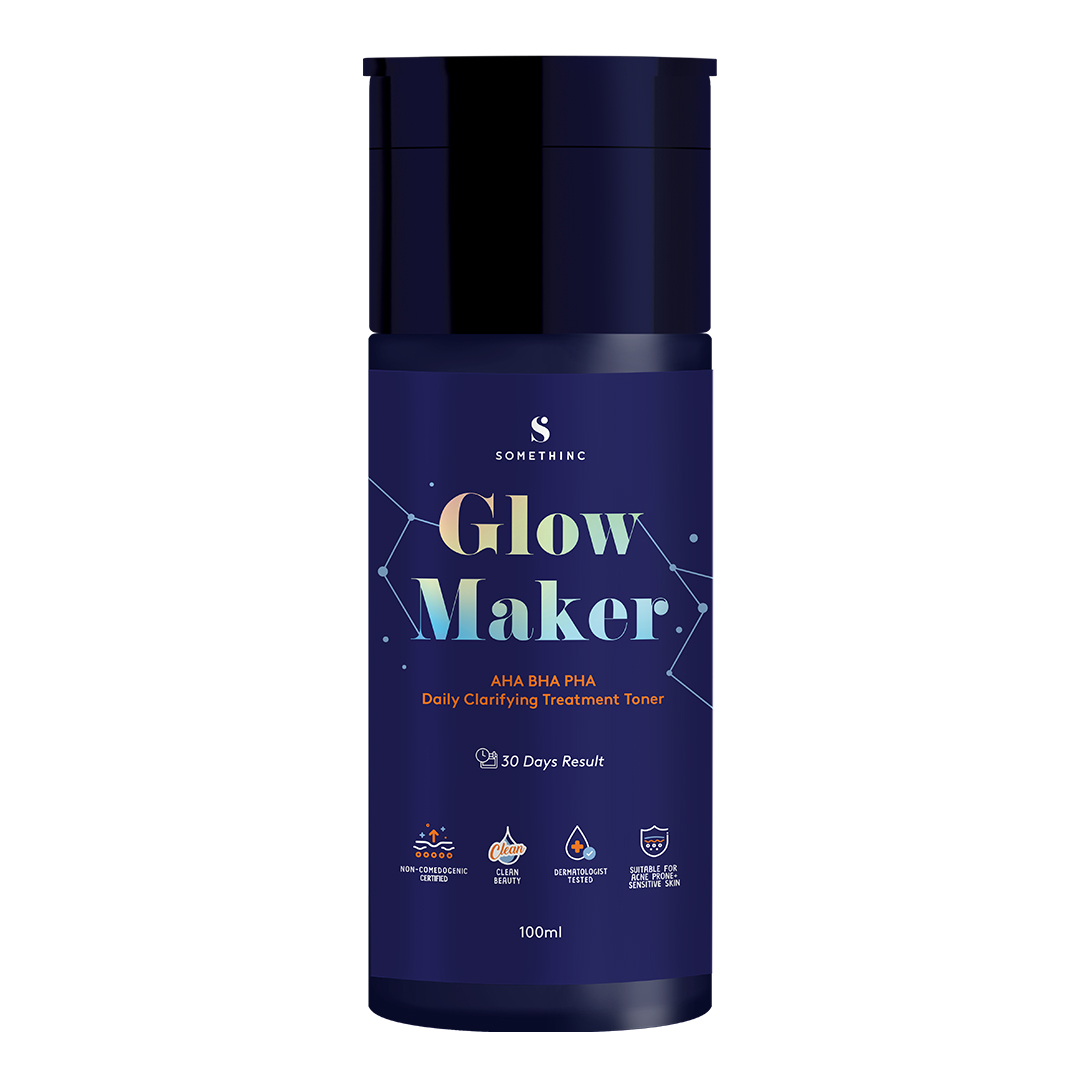 S
SOMETHINC
Glow
Maker
AHA BHA PHA
Daily Clarifying Treatment Toner
30 Days Result
NON-COMEDOGENIC
CERTIFIED
Clean
CLEAN
BEAUTY
DERMATOLOGIST
TESTED
SUITABLE FOR
ACNE PRONE+
SENSITIVE SKIN
100ml